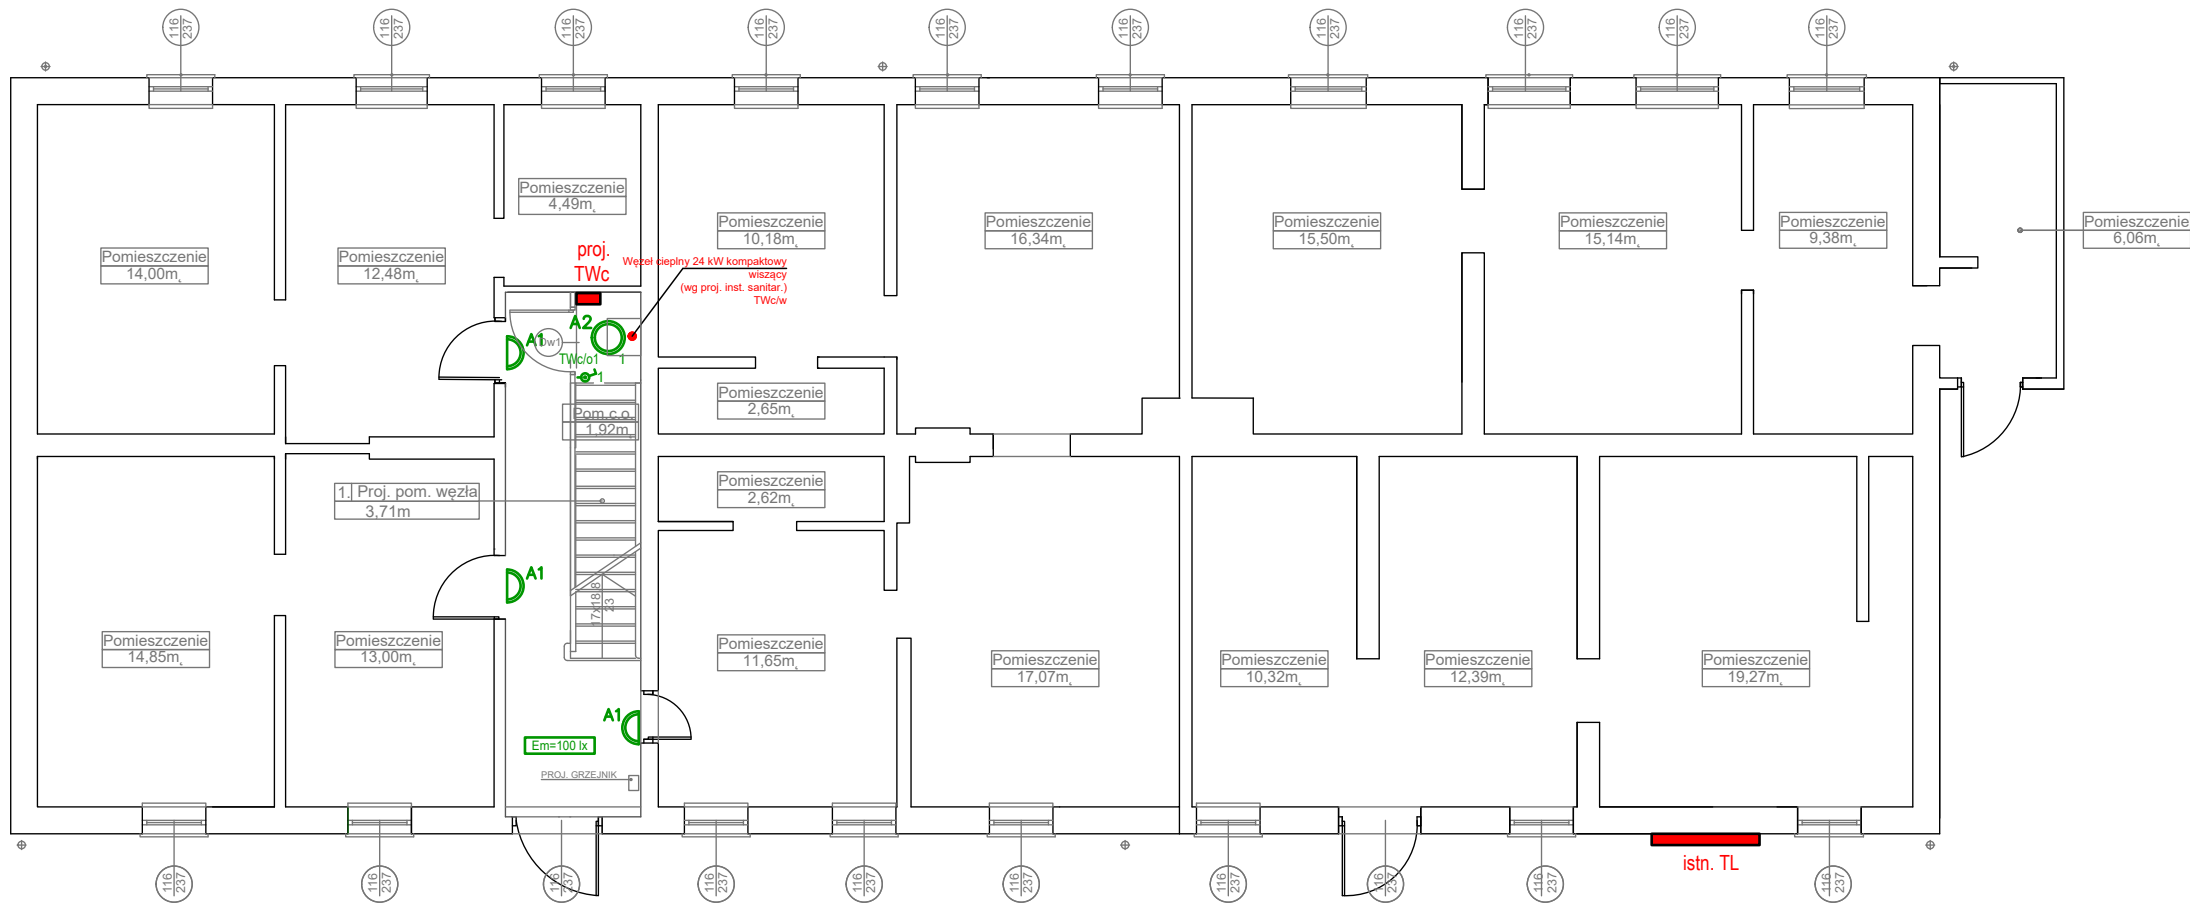 116
237
116
237
116
237
116
237
116
237
116
237
116
237
116
237
116
237
116
237
Pomieszczenie
4,49m
Pomieszczenie
14,00m
Pomieszczenie
12,48m
Pomieszczenie
10,18m
Pomieszczenie
16,34m
Pomieszczenie
15,50m
Pomieszczenie
15,14m
Pomieszczenie
9,38m
Pomieszczenie
6,06m
proj.
TWc
Węzeł cieplny 24 kW kompaktowy
wiszący
(wg proj. inst. sanitar.)
TWc/w
A2
A1
Dw1
TWc/o1
1
1
Pomieszczenie
2,65m
Pom.c.o.
1,92m
1. Proj. pom. węzła
3,71m
Pomieszczenie
2,62m
A1
17x18.8
23
Pomieszczenie
14,85m
Pomieszczenie
13,00m
Pomieszczenie
11,65m
Pomieszczenie
17,07m
Pomieszczenie
10,32m
Pomieszczenie
12,39m
Pomieszczenie
19,27m
A1
Em=100 lx
PROJ. GRZEJNIK
istn. TL
116
237
116
237
116
237
116
237
116
237
116
237
116
237
116
237
116
237
116
237